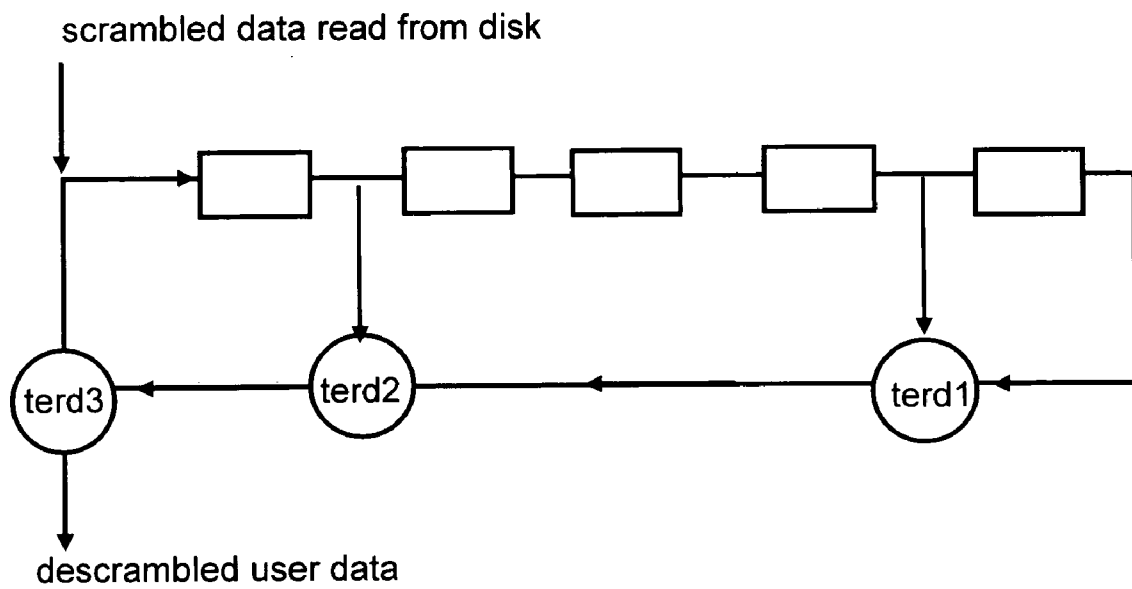 scrambled data read from disk
terd3
terd2
terd1
descrambled user data